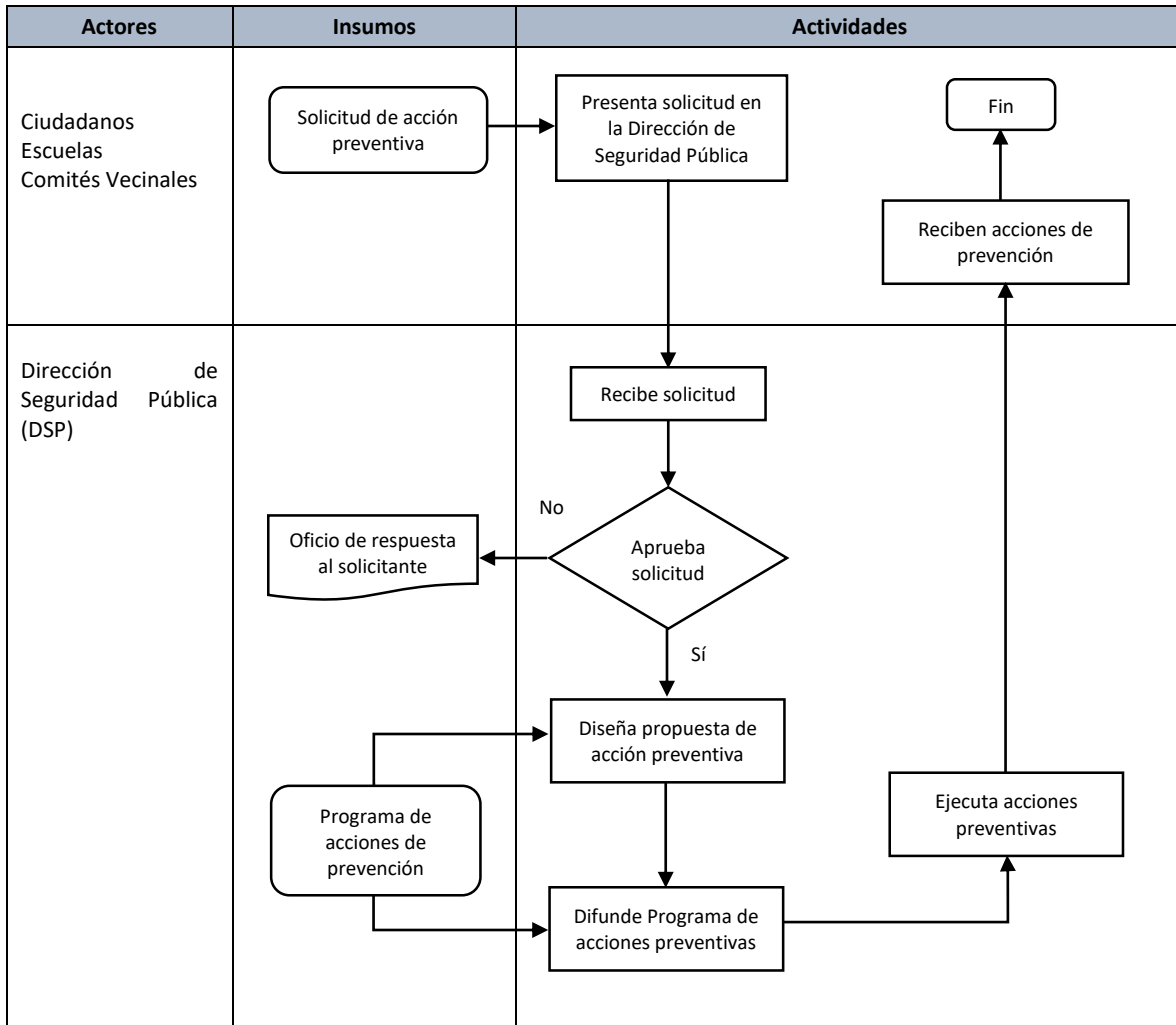 Actores
Insumos
Actividades
Ciudadanos
Escuelas
Comités Vecinales
Solicitud de acción
preventiva
Presenta solicitud en
la Dirección de
Seguridad Pública
Fin
Reciben acciones de
prevención
Dirección de
Seguridad Pública
(DSP)
Recibe solicitud
No
Oficio de respuesta
al solicitante
Aprueba
solicitud
Sí
Diseña propuesta de
acción preventiva
Programa de
acciones de
prevención
Ejecuta acciones
preventivas
Difunde Programa de
acciones preventivas